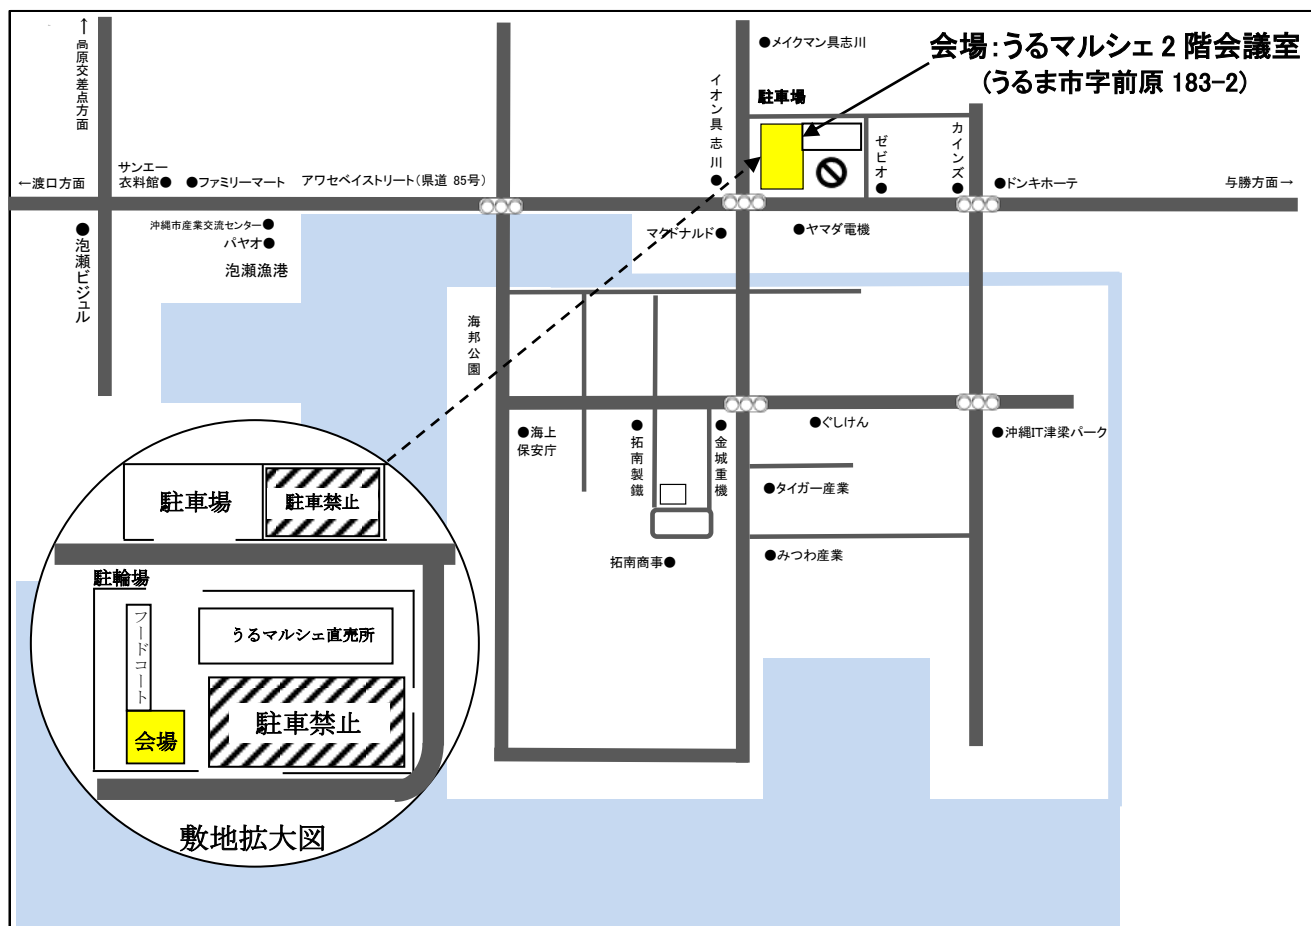 会場:うるマルシェ 2 階会議室
(うるま市字前原 183-2)
↑高原交差点方面
●メイクマン具志川
イオン具志川●
駐車場
ゼビオ●
カインズ●
サンエー
衣料館●
●ファミリーマート
アワセベイストリート(県道 85号)
←渡口方面
●ドンキホーテ
与勝方面→
●泡瀬ビジュル
沖縄市産業交流センター●
パヤオ●
泡瀬漁港
マクドナルド●
●ヤマダ電機
海邦公園
●海上
保安庁
●拓南製鐵
●金城重機
●ぐしけん
●沖縄IT津梁パーク
●タイガー産業
拓南商事●
●みつわ産業
駐車場
駐車禁止
駐輪場
フードコート
うるマルシェ直売所
会場
駐車禁止
敷地拡大図